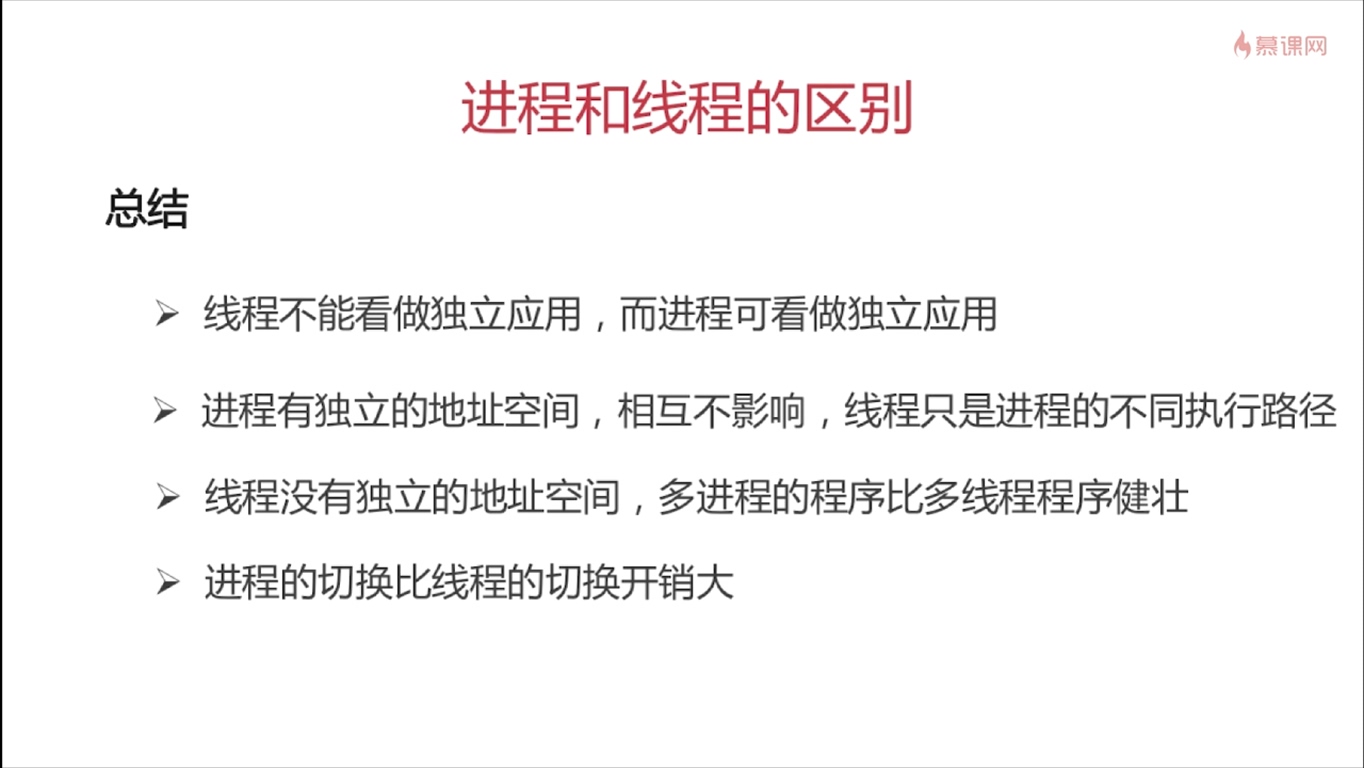 慕课网
进程和线程的区别
总结
➢ 线程不能看做独立应用，而进程可看做独立应用
➢ 进程有独立的地址空间，相互不影响，线程只是进程的不同执行路径
➢ 线程没有独立的地址空间，多进程的程序比多线程程序健壮
➢ 进程的切换比线程的切换开销大